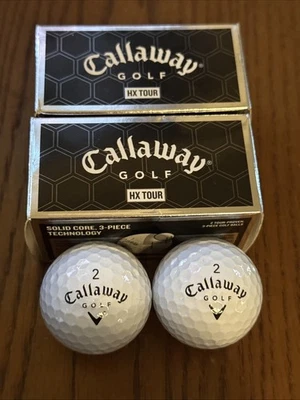 Callaway®
GOLF
HX TOUR
Callaway®
GOLF
HX TOUR
SOLID CORE, 3-PIECE
TECHNOLOGY
2
Callaway
GOLF
2
Callaway
GOLF